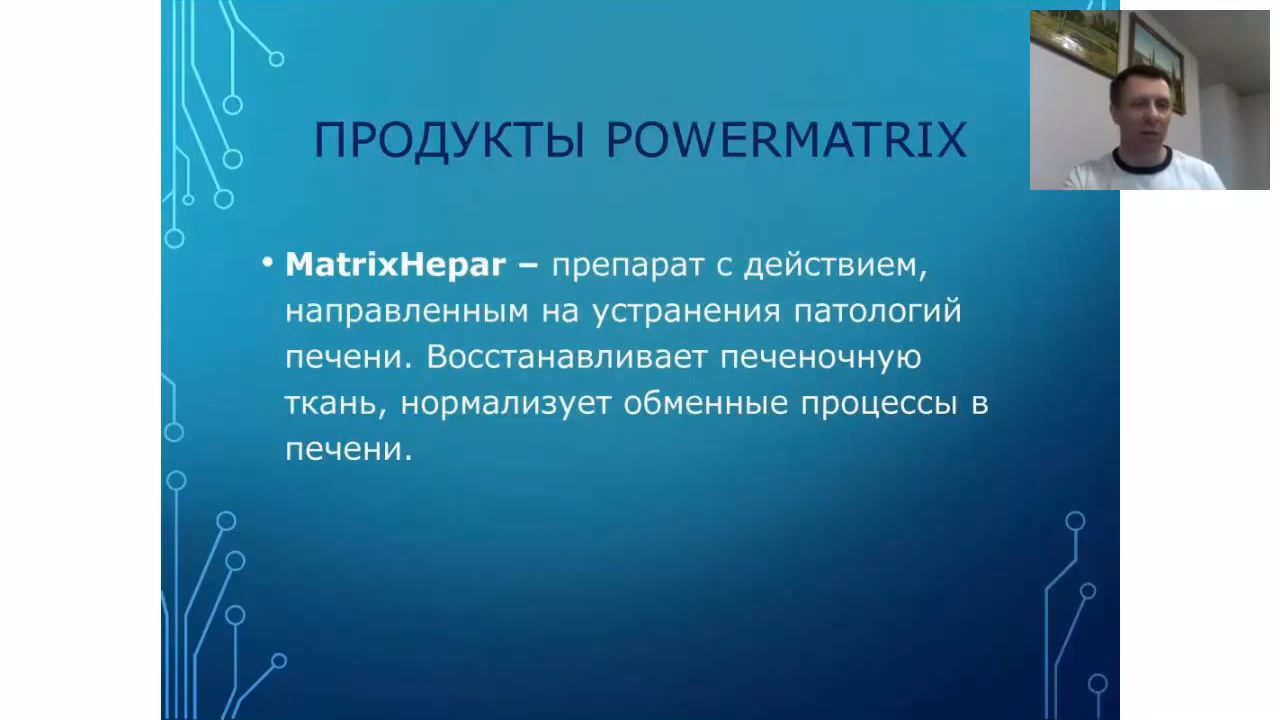 ПРОДУКТЫ POWERMATRIX
• MatrixHepar – препарат с действием,
направленным на устранения патологий
печени. Восстанавливает печеночную
ткань, нормализует обменные процессы в
печени.